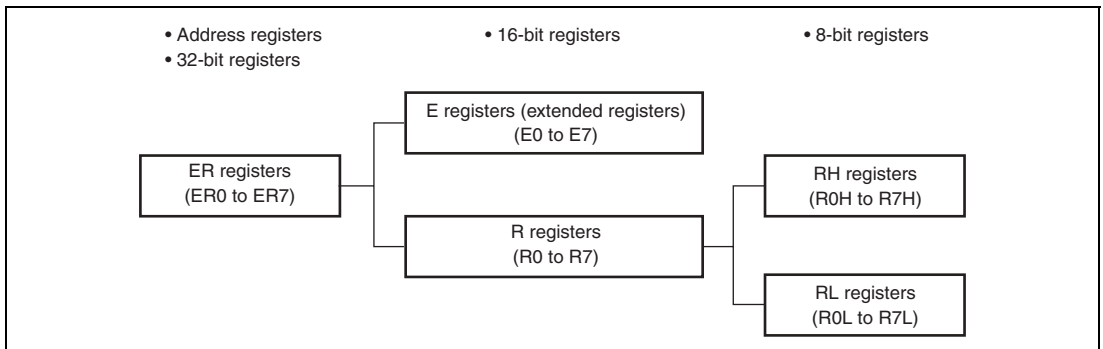 • Address registers
• 32-bit registers
• 16-bit registers
• 8-bit registers
E registers (extended registers)
(E0 to E7)
ER registers
(ER0 to ER7)
RH registers
(R0H to R7H)
R registers
(R0 to R7)
RL registers
(R0L to R7L)